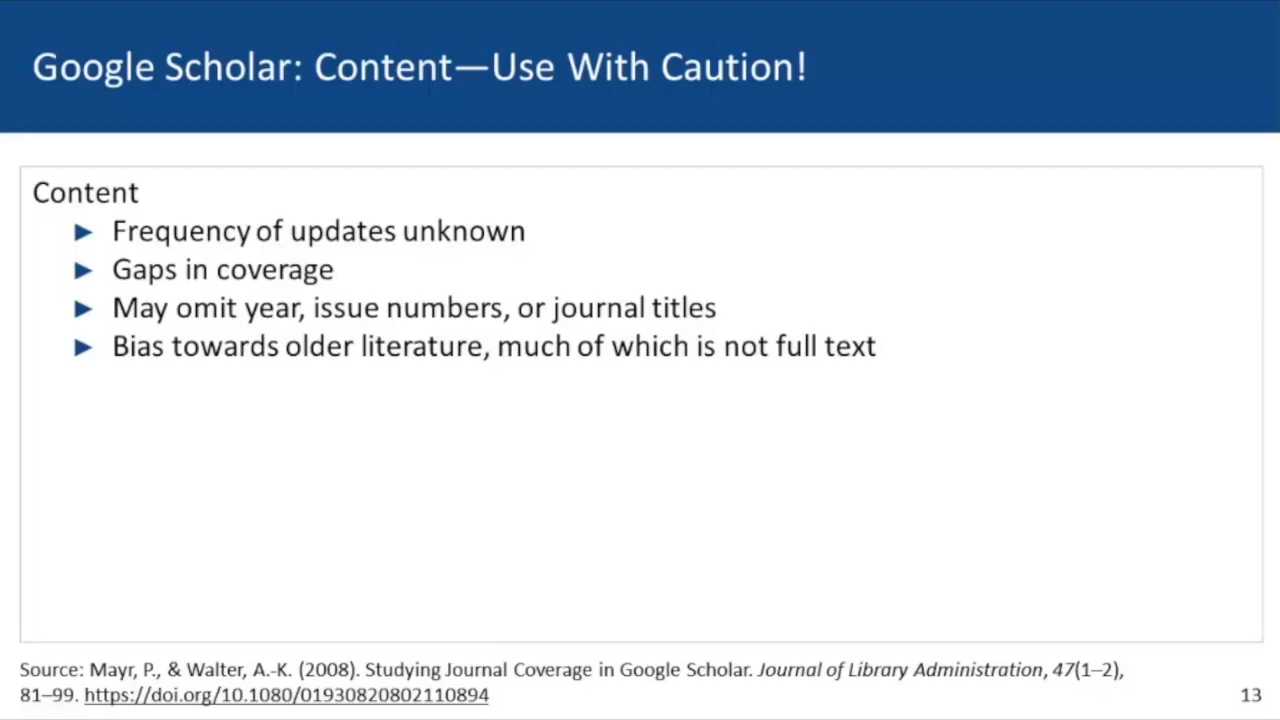 Google Scholar: Content—Use With Caution!
Content
► Frequency of updates unknown
► Gaps in coverage
► May omit year, issue numbers, or journal titles
► Bias towards older literature, much of which is not full text
Source: Mayr, P., & Walter, A.-K. (2008). Studying Journal Coverage in Google Scholar. Journal of Library Administration, 47(1–2),
81–99. https://doi.org/10.1080/01930820802110894
13